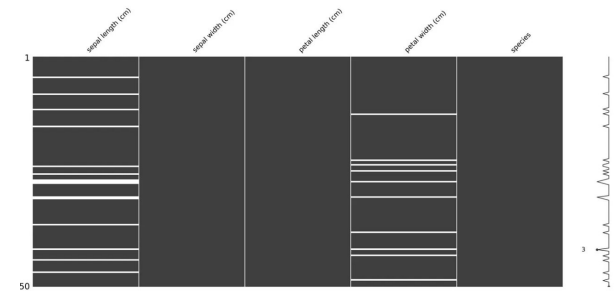 sepal length (cm)
sepal width (cm)
petal length (cm)
petal width (cm)
species
1
3
50